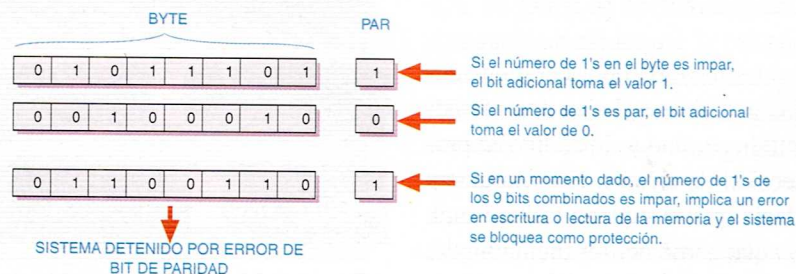 BYTE
PAR
0 1 0 1 1 1 0 1 1
Si el número de 1's en el byte es impar,
el bit adicional toma el valor 1.
0 0 1 0 0 0 1 0 0
Si el número de 1's es par, el bit adicional
toma el valor de 0.
0 1 1 0 0 1 1 0 1
Si en un momento dado, el número de 1's de
los 9 bits combinados es impar, implica un error
en escritura o lectura de la memoria y el sistema
se bloquea como protección.
SISTEMA DETENIDO POR ERROR DE
BIT DE PARIDAD